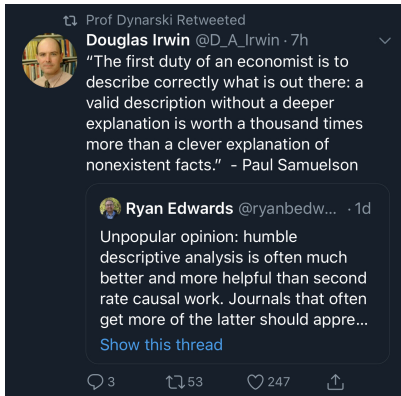 Prof Dynarski Retweeted
Douglas Irwin @D_A_Irwin · 7h
“The first duty of an economist is to
describe correctly what is out there: a
valid description without a deeper
explanation is worth a thousand times
more than a clever explanation of
nonexistent facts.”  - Paul Samuelson
Ryan Edwards @ryanbedw... · 1d
Unpopular opinion: humble
descriptive analysis is often much
better and more helpful than second
rate causal work. Journals that often
get more of the latter should appre...
Show this thread
3 53 247